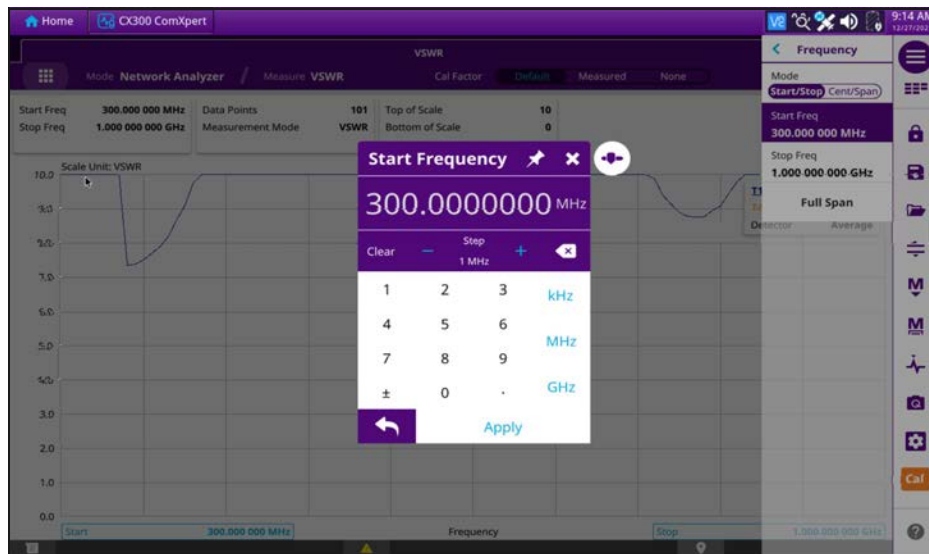 Home
CX300 ComXpert
9:14 AM
12/27/202
VSWR
Mode Network Analyzer / Measure VSWR
Cal Factor Default Measured None
Start Freq 300.000 000 MHz
Stop Freq 1.000 000 000 GHz
Data Points 101
Measurement Mode VSWR
Top of Scale 10
Bottom of Scale 0
Frequency
Mode
Start/Stop Cent/Span
Start Freq
300.000 000 MHz
Stop Freq
1.000 000 000 GHz
Full Span
T1
Detector Average
Scale Unit: VSWR
10.0
9.0
8.0
7.0
6.0
5.0
4.0
3.0
2.0
1.0
0.0
Start Frequency
300.0000000 MHz
Clear
Step
1 MHz
1 2 3 kHz
4 5 6
MHz
7 8 9
± 0 . GHz
Apply
M
M
Cal
Start 300.000 000 MHz
Frequency
Stop 1.000 000 000 GHz